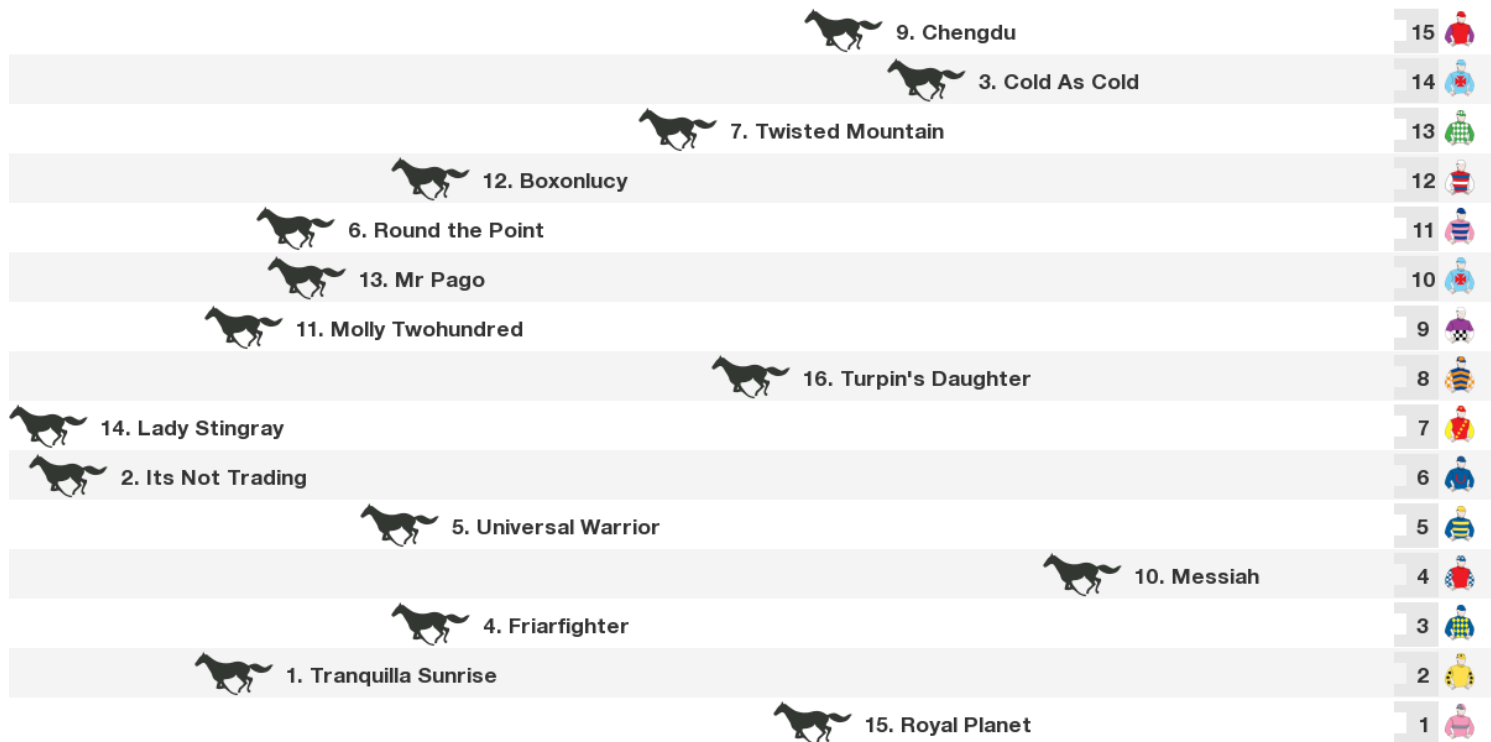 9. Chengdu 15
3. Cold As Cold 14
7. Twisted Mountain 13
12. Boxonlucy 12
6. Round the Point 11
13. Mr Pago 10
11. Molly Twohundred 9
16. Turpin's Daughter 8
14. Lady Stingray 7
2. Its Not Trading 6
5. Universal Warrior 5
10. Messiah 4
4. Friarfighter 3
1. Tranquilla Sunrise 2
15. Royal Planet 1